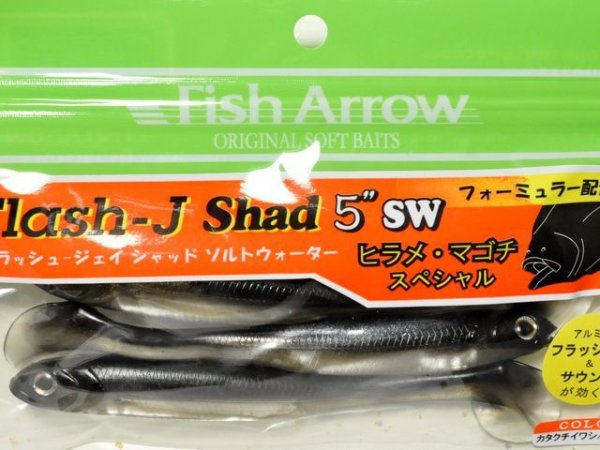 Fish Arrow
ORIGINAL SOFT BAITS
Flash-J Shad 5" SW
フォーミュラー配
ラッシュ-ジェイ シャッド ソルトウォーター
ヒラメ・マゴチ
スペシャル
アルミ
フラッシ
&
サウン
が効く
COLO
カタクチイワシ